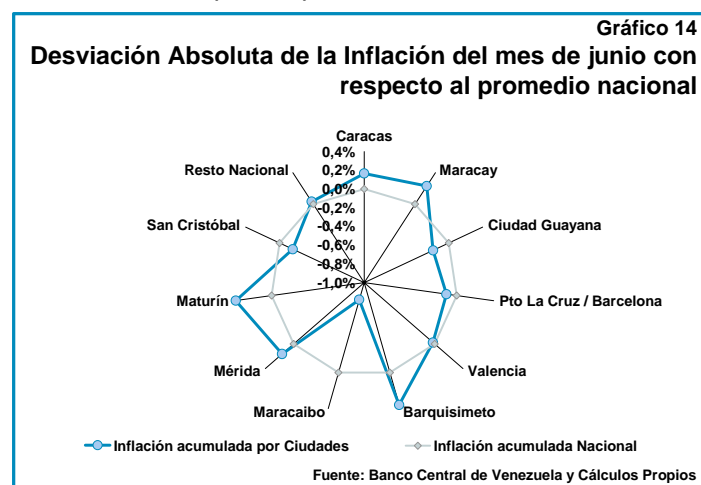 Gráfico 14
Desviación Absoluta de la Inflación del mes de junio con
respecto al promedio nacional
Caracas
0,4%
0,2%
0,0%
-0,2%
-0,4%
-0,6%
-0,8%
-1,0%
Resto Nacional
Maracay
San Cristóbal
Ciudad Guayana
Maturín
Pto La Cruz / Barcelona
Mérida
Valencia
Maracaibo
Barquisimeto
Inflación acumulada por Ciudades
Inflación acumulada Nacional
Fuente: Banco Central de Venezuela y Cálculos Propios